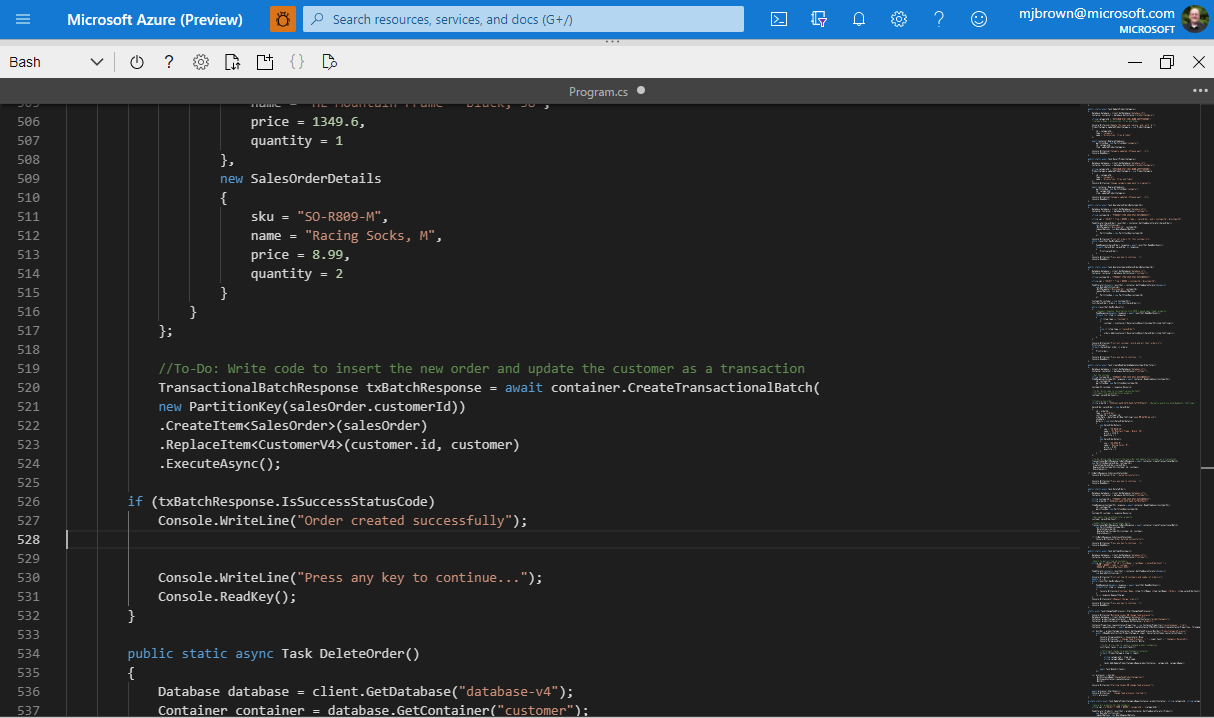 Microsoft Azure (Preview)
Search resources, services, and docs (G+/)
mjbrown@microsoft.com
MICROSOFT
Bash
?
{}
Program.cs
505 name = "HL Mountain Frame - Black, 38",
506 price = 1349.6,
507 quantity = 1
508 },
509 new SalesOrderDetails
510 {
511 sku = "SO-R809-M",
512 name = "Racing Socks, M",
513 price = 8.99,
514 quantity = 2
515 }
516 }
517 };
518
519 //To-Do: Write code to insert the new order and update the customer as a transaction
520 TransactionalBatchResponse txBatchResponse = await container.CreateTransactionalBatch(
521 new PartitionKey(salesOrder.customerId))
522 .CreateItem<SalesOrder>(salesOrder)
523 .ReplaceItem<CustomerV4>(customer.id, customer)
524 .ExecuteAsync();
525
526 if (txBatchResponse.IsSuccessStatusCode)
527 Console.WriteLine("Order created successfully");
528
529
530 Console.WriteLine("Press any key to continue...");
531 Console.ReadKey();
532 }
533
534 public static async Task DeleteOrder()
535 {
536 Database database = client.GetDatabase("database-v4");
537 Container container = database.GetContainer("customer");